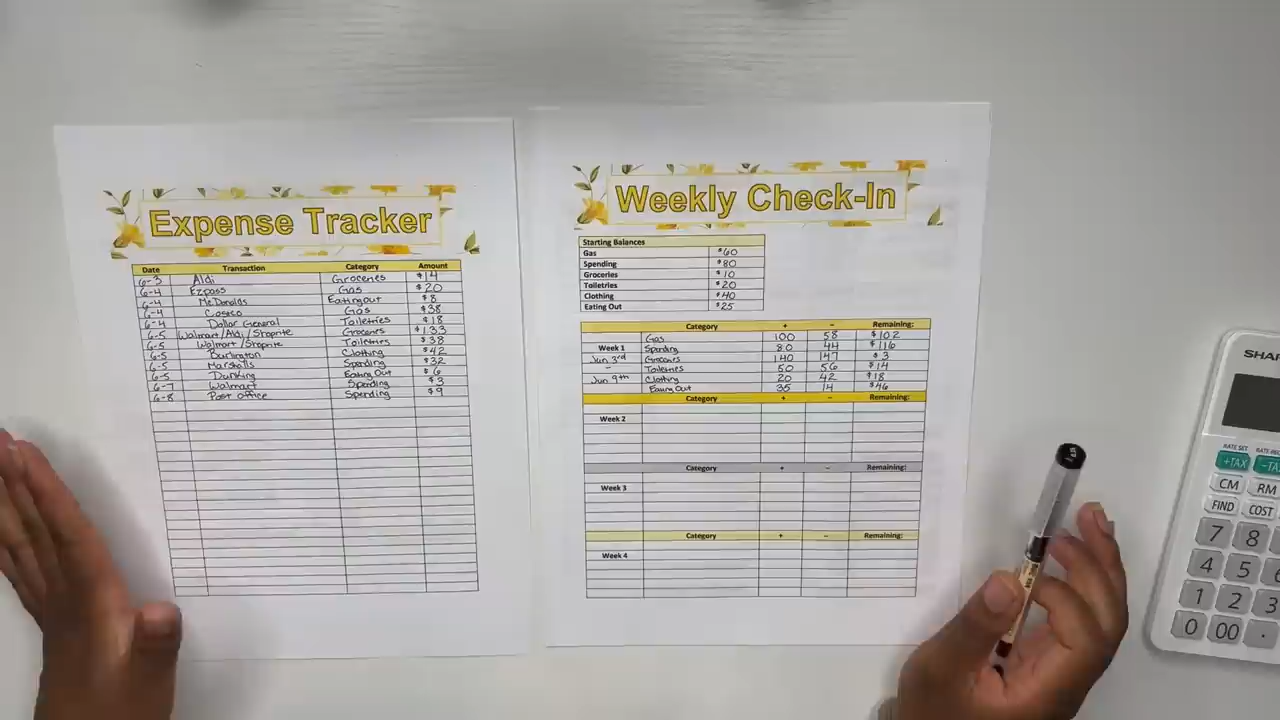 Expense Tracker
Date Transaction Category Amount
6-3 Aldi Groceries $14
6-4 Ezpass Gas $20
6-4 McDonalds Eating out $8
6-4 Costco Gas $38
6-4 Dollar General Toiletries $18
6-5 Walmart/Aldi/Shoprite Groceries $133
6-5 Walmart/Shoprite Toiletries $38
6-5 Burlington Clothing $42
6-5 Marshalls Spending $32
6-5 Dunking Eating Out $6
6-7 Walmart Spending $3
6-8 Post Office Spending $9
Weekly Check-In
Starting Balances
Gas $60
Spending $80
Groceries $10
Toiletries $20
Clothing $40
Eating Out $25
Category + - Remaining:
Gas 100 58 $102
Week 1 Spending 80 44 $116
Jun 3rd Groceries 140 147 $3
- Toiletries 50 56 $14
Jun 9th Clothing 20 42 $18
Eating Out 35 14 $46
Category + - Remaining:
Week 2
Category + - Remaining:
Week 3
Category + - Remaining:
Week 4
SHAR
RATE SET
+TAX -TA
CM RM
FIND COST
7 8
4 5 6
1 2 3
0 00 .